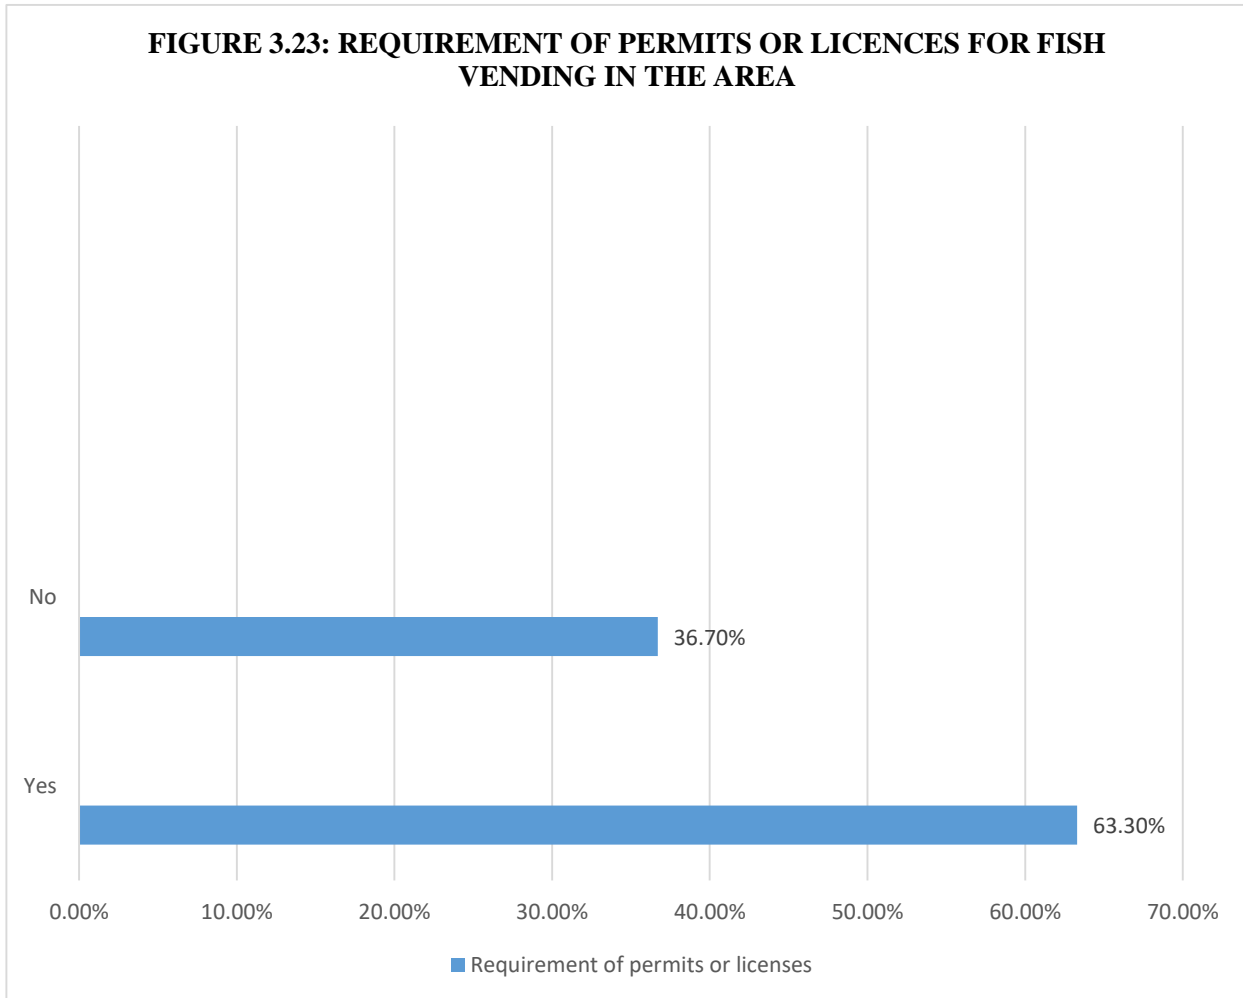 FIGURE 3.23: REQUIREMENT OF PERMITS OR LICENCES FOR FISH
VENDING IN THE AREA
No
36.70%
Yes
63.30%
0.00% 10.00% 20.00% 30.00% 40.00% 50.00% 60.00% 70.00%
Requirement of permits or licenses